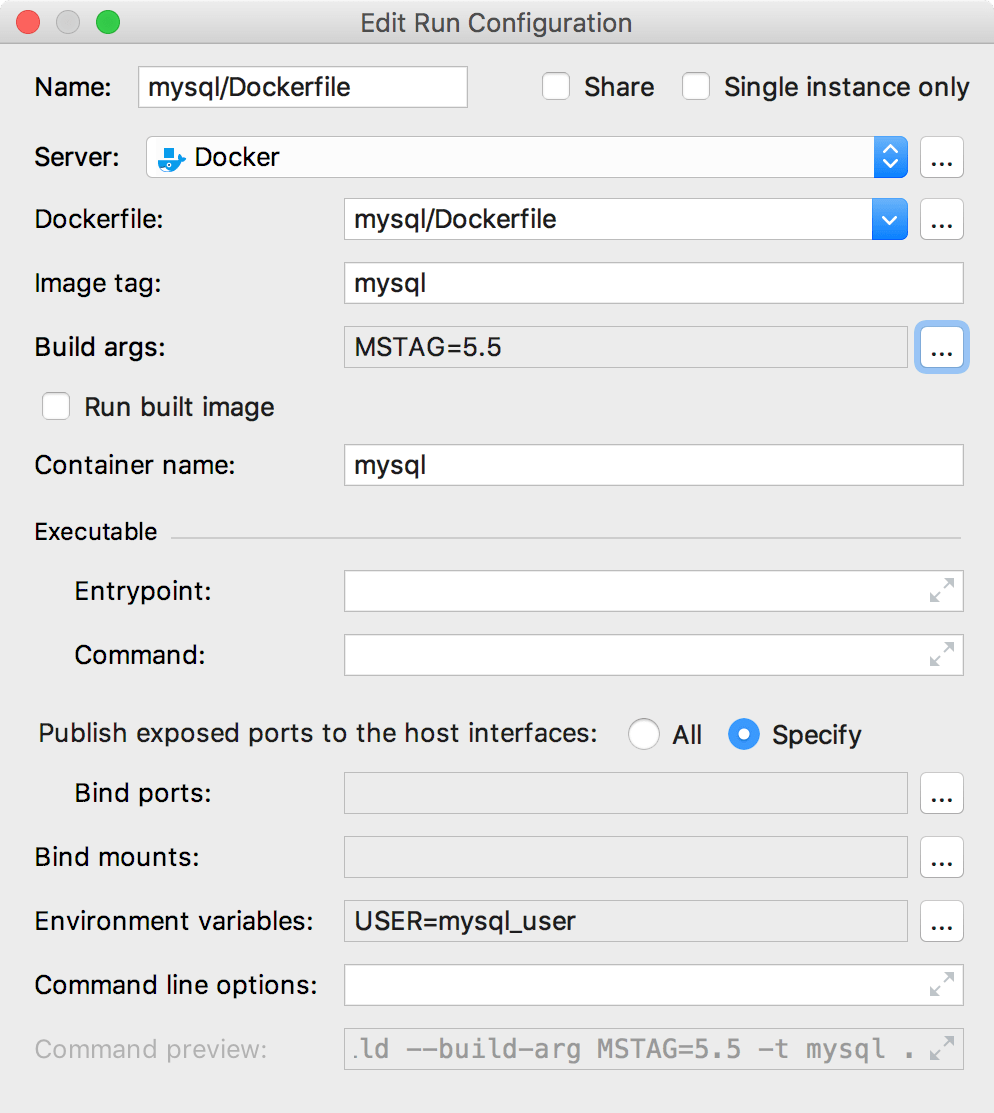 Edit Run Configuration
Name: mysql/Dockerfile Share Single instance only
Server: Docker ...
Dockerfile: mysql/Dockerfile ...
Image tag: mysql
Build args: MSTAG=5.5 ...
Run built image
Container name: mysql
Executable
Entrypoint:
Command:
Publish exposed ports to the host interfaces: All Specify
Bind ports: ...
Bind mounts: ...
Environment variables: USER=mysql_user ...
Command line options:
Command preview: ld --build-arg MSTAG=5.5 -t mysql .